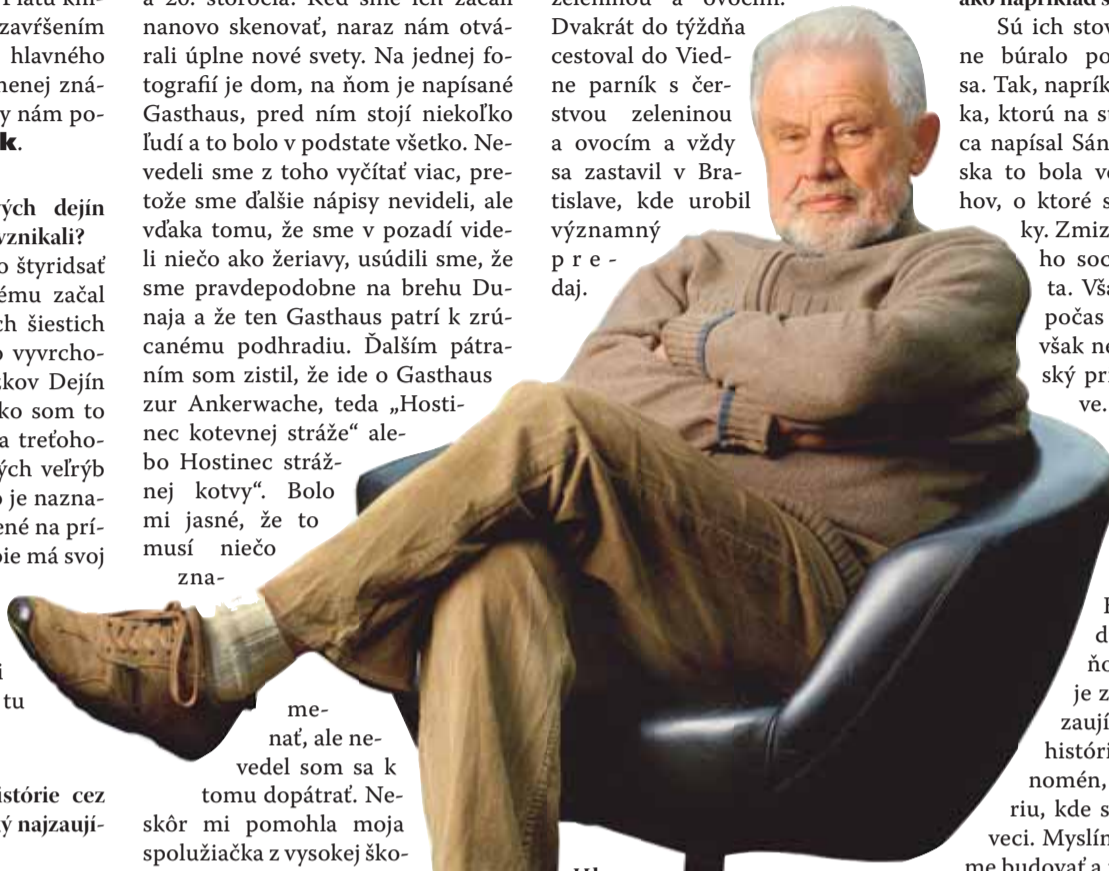 završením
hlavného
menej zná-
y nám po-
k.
vých dejín
vznikali?
o štyridsať
ému začal
ch šiestich
o vyvrcho-
zkov Dejín
ko som to
a treťoho-
ých veľrýb
o je nazna-
ené na prí-
bie má svoj
i
tu
istórie cez
ý najzaují-
a 20. storočia. Keď sme ich začali
nanovo skenovať, naraz nám otvá-
rali úplne nové svety. Na jednej fo-
tografií je dom, na ňom je napísané
Gasthaus, pred ním stojí niekoľko
ľudí a to bolo v podstate všetko. Ne-
vedeli sme z toho vyčítať viac, pre-
tože sme ďalšie nápisy nevideli, ale
vďaka tomu, že sme v pozadí vide-
li niečo ako žeriavy, usúdili sme, že
sme pravdepodobne na brehu Du-
naja a že ten Gasthaus patrí k zrú-
canému podhradiu. Ďalším pátra-
ním som zistil, že ide o Gasthaus
zur Ankerwache, teda „Hosti-
nec kotevnej stráže“ ale-
bo Hostinec stráž-
nej kotvy“. Bolo
mi jasné, že to
musí niečo
zna-
me-
nať, ale ne-
vedel som sa k
tomu dopátrať. Ne-
skôr mi pomohla moja
spolužiačka z vysokej ško-
zeleninou a ovocím.
Dvakrát do týždňa
cestoval do Vied-
ne parník s čer-
stvou zeleninou
a ovocím a vždy
sa zastavil v Bra-
tislave, kde urobil
významný
pre-
daj.
ako napríklad s
Sú ich stov
ne búralo po
sa. Tak, naprík
ka, ktorú na s
ca napísal Sán
ska to bola v
hov, o ktoré s
ky. Zmiz
ho soc
ta. Vša
počas
však ne
ský pri
ve.
d
ňo
je z
zaují
histór
nomén,
riu, kde s
veci. Myslín
me budovať a